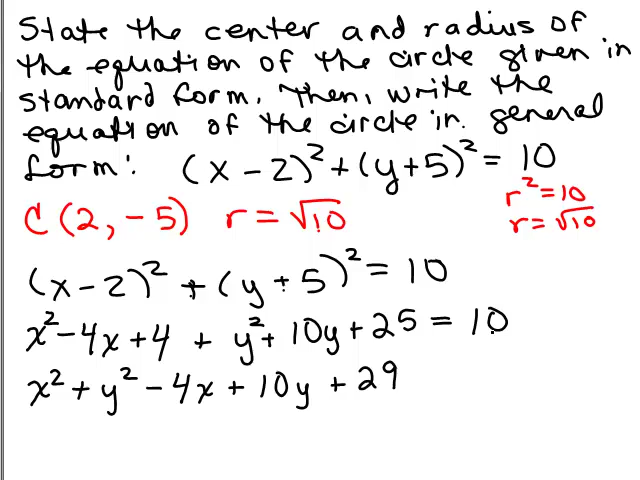 State the center and radius of
the equation of the circle given in
standard form. Then, write the
equation of the circle in general
form: (x - 2)² + (y + 5)² = 10
r² = 10
C (2, -5) r = √10
r = √10
(x - 2)² + (y + 5)² = 10
x² - 4x + 4 + y² + 10y + 25 = 10
x² + y² - 4x + 10y + 29